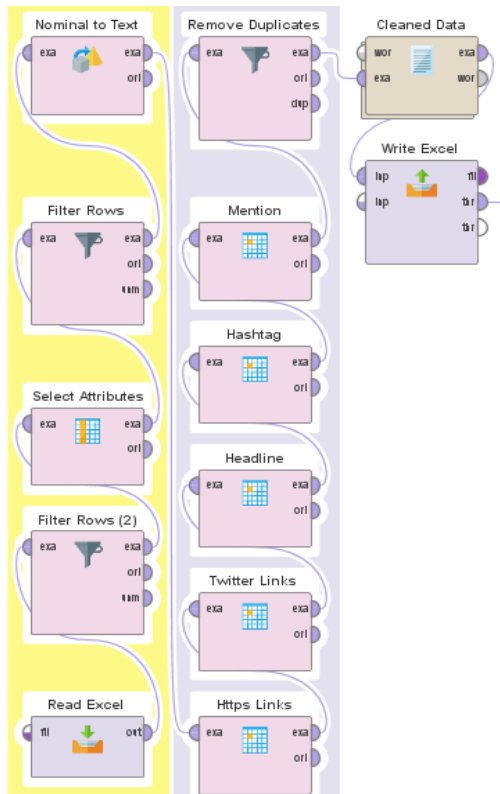 Nominal to Text
exa exa
ori
Filter Rows
exa exa
ori
unm
Select Attributes
exa exa
ori
Filter Rows (2)
exa exa
ori
unm
Read Excel
fil out
Remove Duplicates
exa exa
ori
dup
Mention
exa exa
ori
Hashtag
exa exa
ori
Headline
exa exa
ori
Twitter Links
exa exa
ori
Https Links
exa exa
ori
Cleaned Data
wor exa
exa wor
Write Excel
inp fil
inp thr
thr